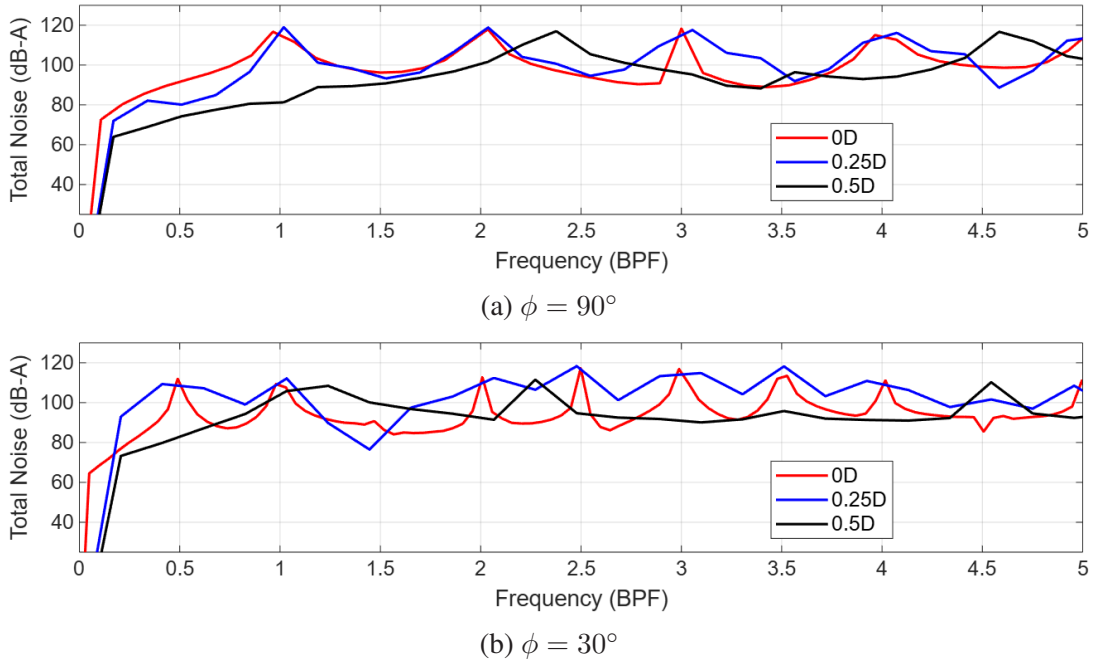 120
100
80
60
40
Total Noise (dB-A)
0D
0.25D
0.5D
0 0.5 1 1.5 2 2.5 3 3.5 4 4.5 5
Frequency (BPF)
(a) ϕ = 90°
120
100
80
60
40
Total Noise (dB-A)
0D
0.25D
0.5D
0 0.5 1 1.5 2 2.5 3 3.5 4 4.5 5
Frequency (BPF)
(b) ϕ = 30°